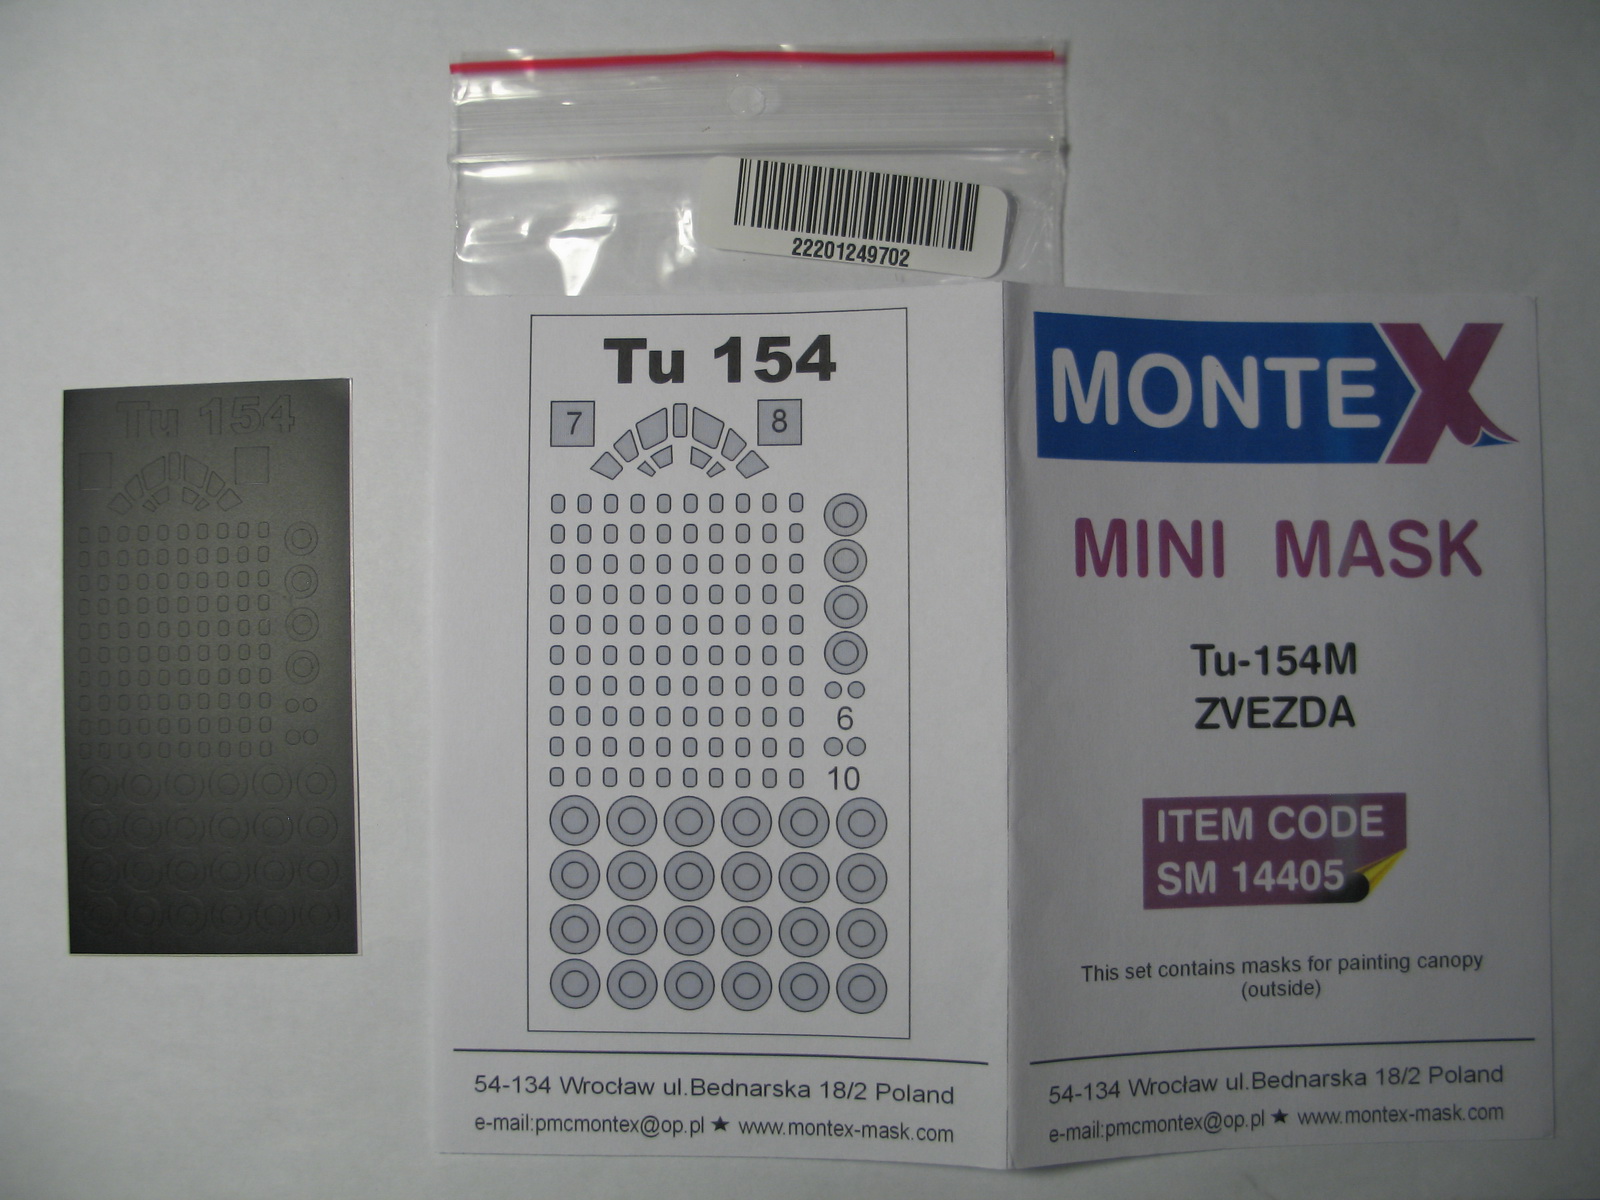 22201249702
Tu 154
7
8
6
10
54-134 Wrocław ul.Bednarska 18/2 Poland
e-mail:pmcmontex@op.pl ★ www.montex-mask.com
MONTEX
MINI MASK
Tu-154M
ZVEZDA
ITEM CODE
SM 14405
This set contains masks for painting canopy
(outside)
54-134 Wrocław ul.Bednarska 18/2 Poland
e-mail:pmcmontex@op.pl ★ www.montex-mask.com
Tu 154